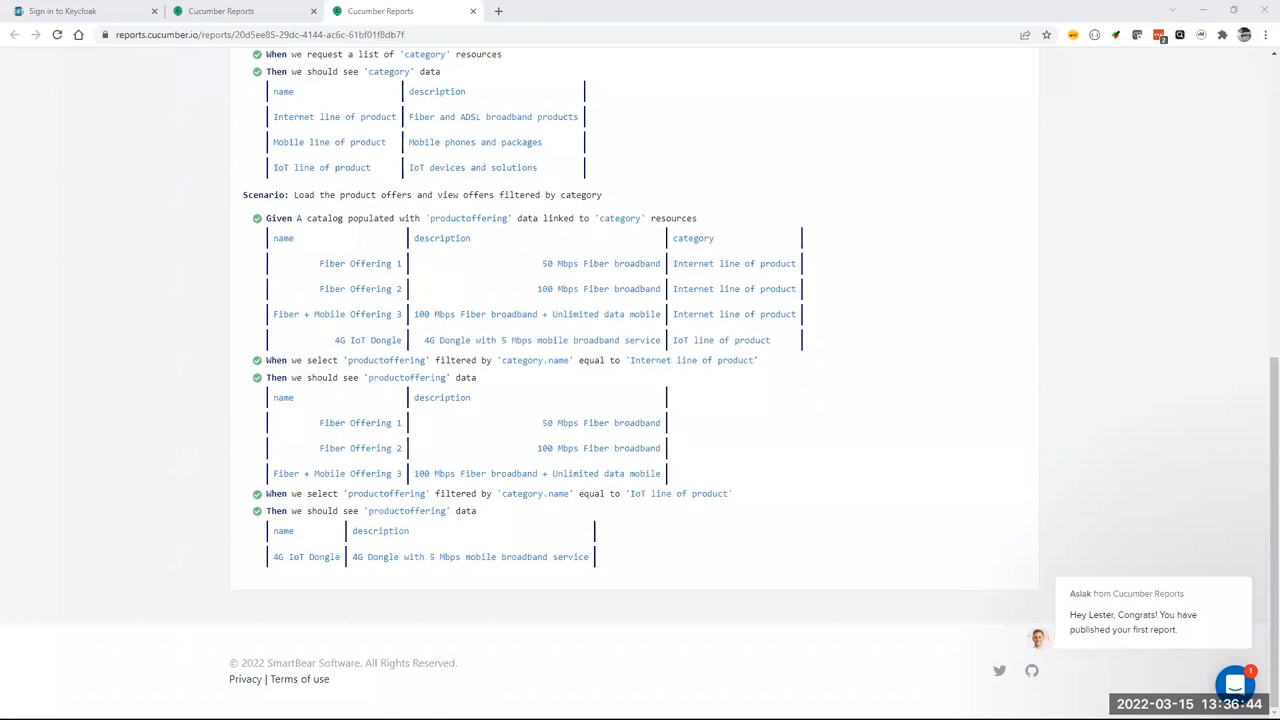 Sign in to Keycloak
Cucumber Reports
Cucumber Reports
reports.cucumber.io/reports/20d5ee85-29dc-4144-ac6c-61bf01f8db7f
When we request a list of 'category' resources
Then we should see 'category' data
name description
Internet line of product Fiber and ADSL broadband products
Mobile line of product Mobile phones and packages
IoT line of product IoT devices and solutions
Scenario: Load the product offers and view offers filtered by category
Given A catalog populated with 'productoffering' data linked to 'category' resources
name description category
Fiber Offering 1 50 Mbps Fiber broadband Internet line of product
Fiber Offering 2 100 Mbps Fiber broadband Internet line of product
Fiber + Mobile Offering 3 100 Mbps Fiber broadband + Unlimited data mobile Internet line of product
4G IoT Dongle 4G Dongle with 5 Mbps mobile broadband service IoT line of product
When we select 'productoffering' filtered by 'category.name' equal to 'Internet line of product'
Then we should see 'productoffering' data
name description
Fiber Offering 1 50 Mbps Fiber broadband
Fiber Offering 2 100 Mbps Fiber broadband
Fiber + Mobile Offering 3 100 Mbps Fiber broadband + Unlimited data mobile
When we select 'productoffering' filtered by 'category.name' equal to 'IoT line of product'
Then we should see 'productoffering' data
name description
4G IoT Dongle 4G Dongle with 5 Mbps mobile broadband service
Aslak from Cucumber Reports
Hey Lester, Congrats! You have
published your first report.
© 2022 SmartBear Software. All Rights Reserved.
Privacy | Terms of use
1
2022-03-15 13:36:44